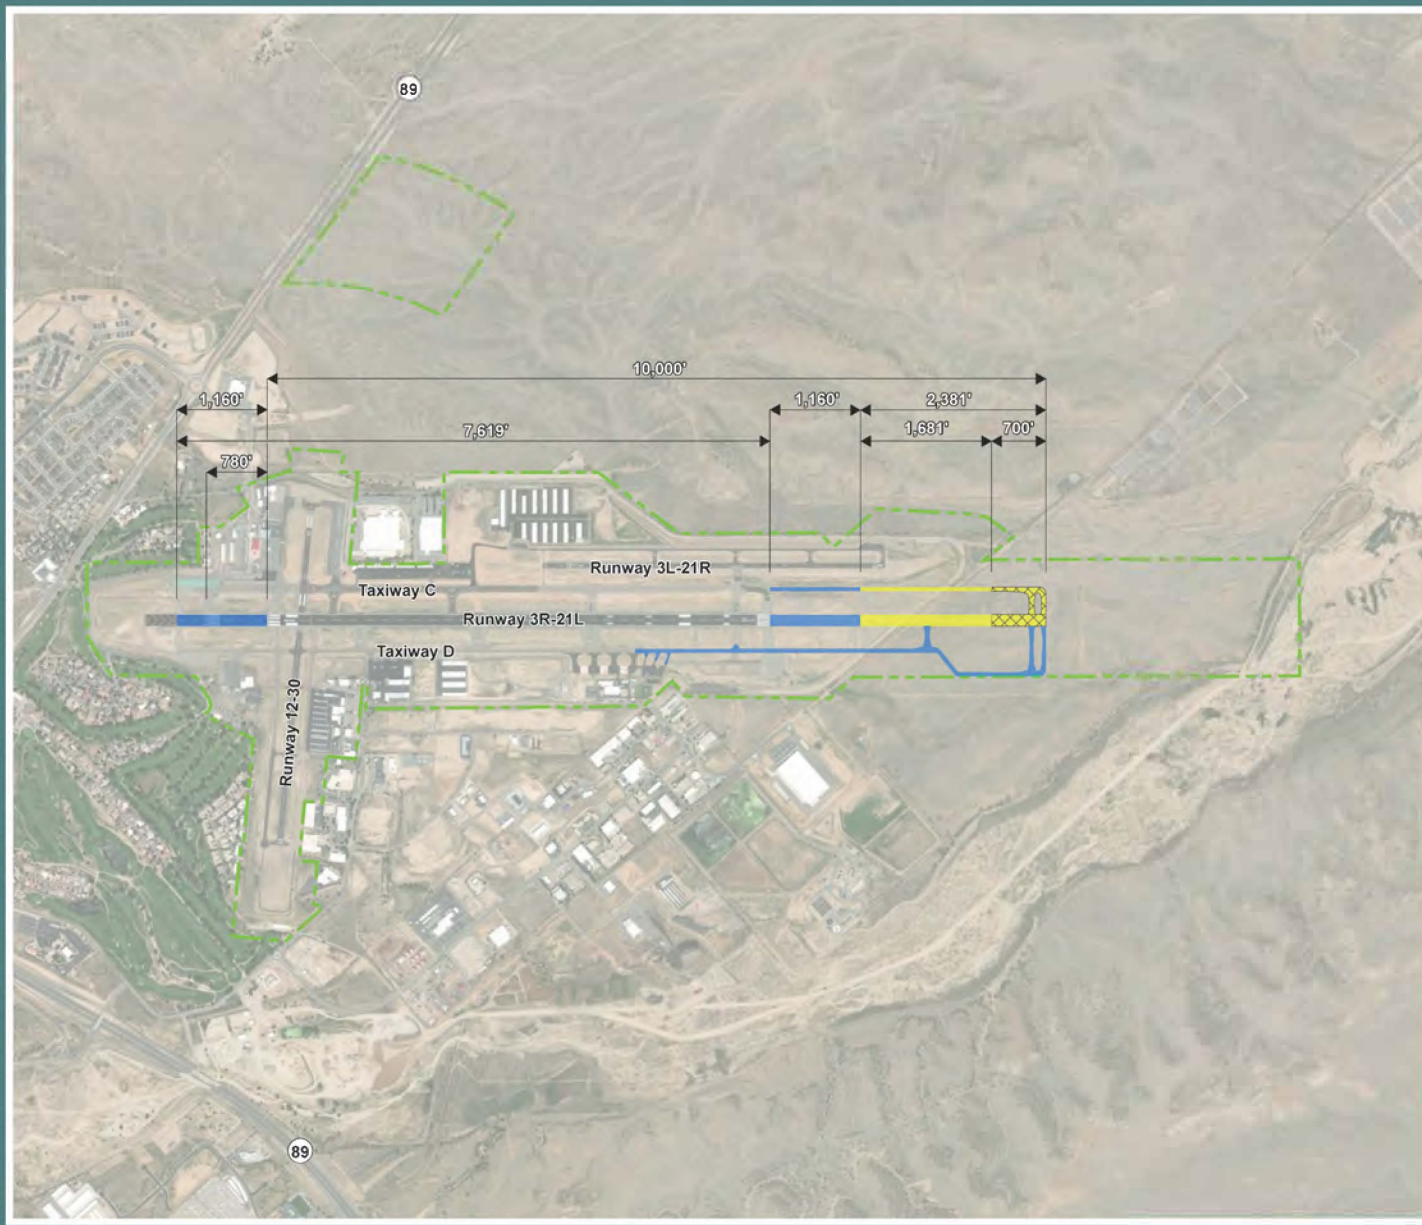 89
10,000'
1,160'
1,160'
2,381'
7,619'
1,681'
700'
780'
Runway 3L-21R
Taxiway C
Runway 3R-21L
Taxiway D
Runway 12-30
89